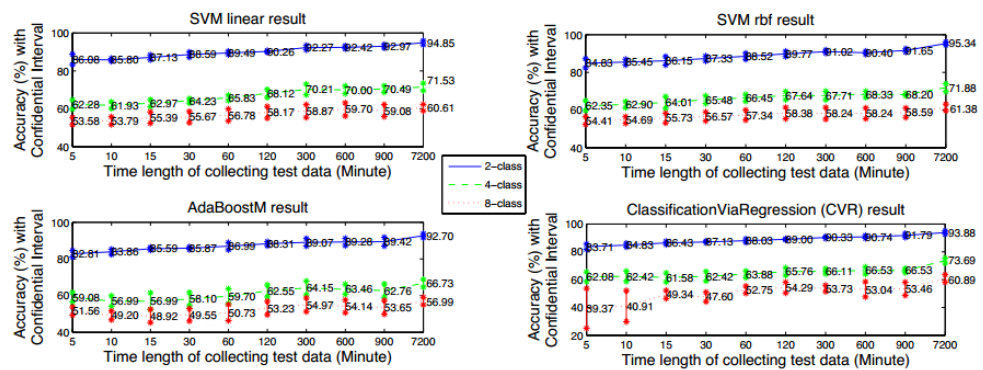 SVM linear result
Accuracy (%) with
Confidential Interval
100
80
60
40
86.08 85.80 87.13 88.59 89.49 90.26 92.27 92.42 92.97 94.85
62.28 61.93 62.97 64.23 65.83 68.12 70.21 70.00 70.49 71.53
53.58 53.79 55.39 55.67 56.78 58.17 58.87 59.70 59.08 60.61
5 10 15 30 60 120 300 600 900 7200
Time length of collecting test data (Minute)
SVM rbf result
Accuracy (%) with
Confidential Interval
100
80
60
40
84.83 85.45 86.15 87.33 88.52 89.77 91.02 90.40 91.65 95.34
62.35 62.90 64.01 65.48 66.45 67.64 67.71 68.33 68.20 71.88
54.41 54.69 55.73 56.57 57.34 58.38 58.24 58.24 58.59 61.38
5 10 15 30 60 120 300 600 900 7200
Time length of collecting test data (Minute)
2-class
4-class
8-class
AdaBoostM result
Accuracy (%) with
Confidential Interval
100
80
60
40
82.81 83.86 85.59 85.87 86.99 88.31 89.07 89.28 89.42 92.70
59.08 56.99 56.99 58.10 59.70 62.55 64.15 63.46 62.76 66.73
51.56 49.20 48.92 49.55 50.73 53.23 54.97 54.14 53.65 56.99
5 10 15 30 60 120 300 600 900 7200
Time length of collecting test data (Minute)
ClassificationViaRegression (CVR) result
Accuracy (%) with
Confidential Interval
100
80
60
40
20
83.71 84.83 86.43 87.13 88.03 89.00 90.33 90.74 91.79 93.88
62.08 62.42 61.58 62.42 63.88 65.76 66.11 66.53 66.53 73.69
39.37 40.91 49.34 47.60 52.75 54.29 53.73 53.04 53.46 60.89
5 10 15 30 60 120 300 600 900 7200
Time length of collecting test data (Minute)